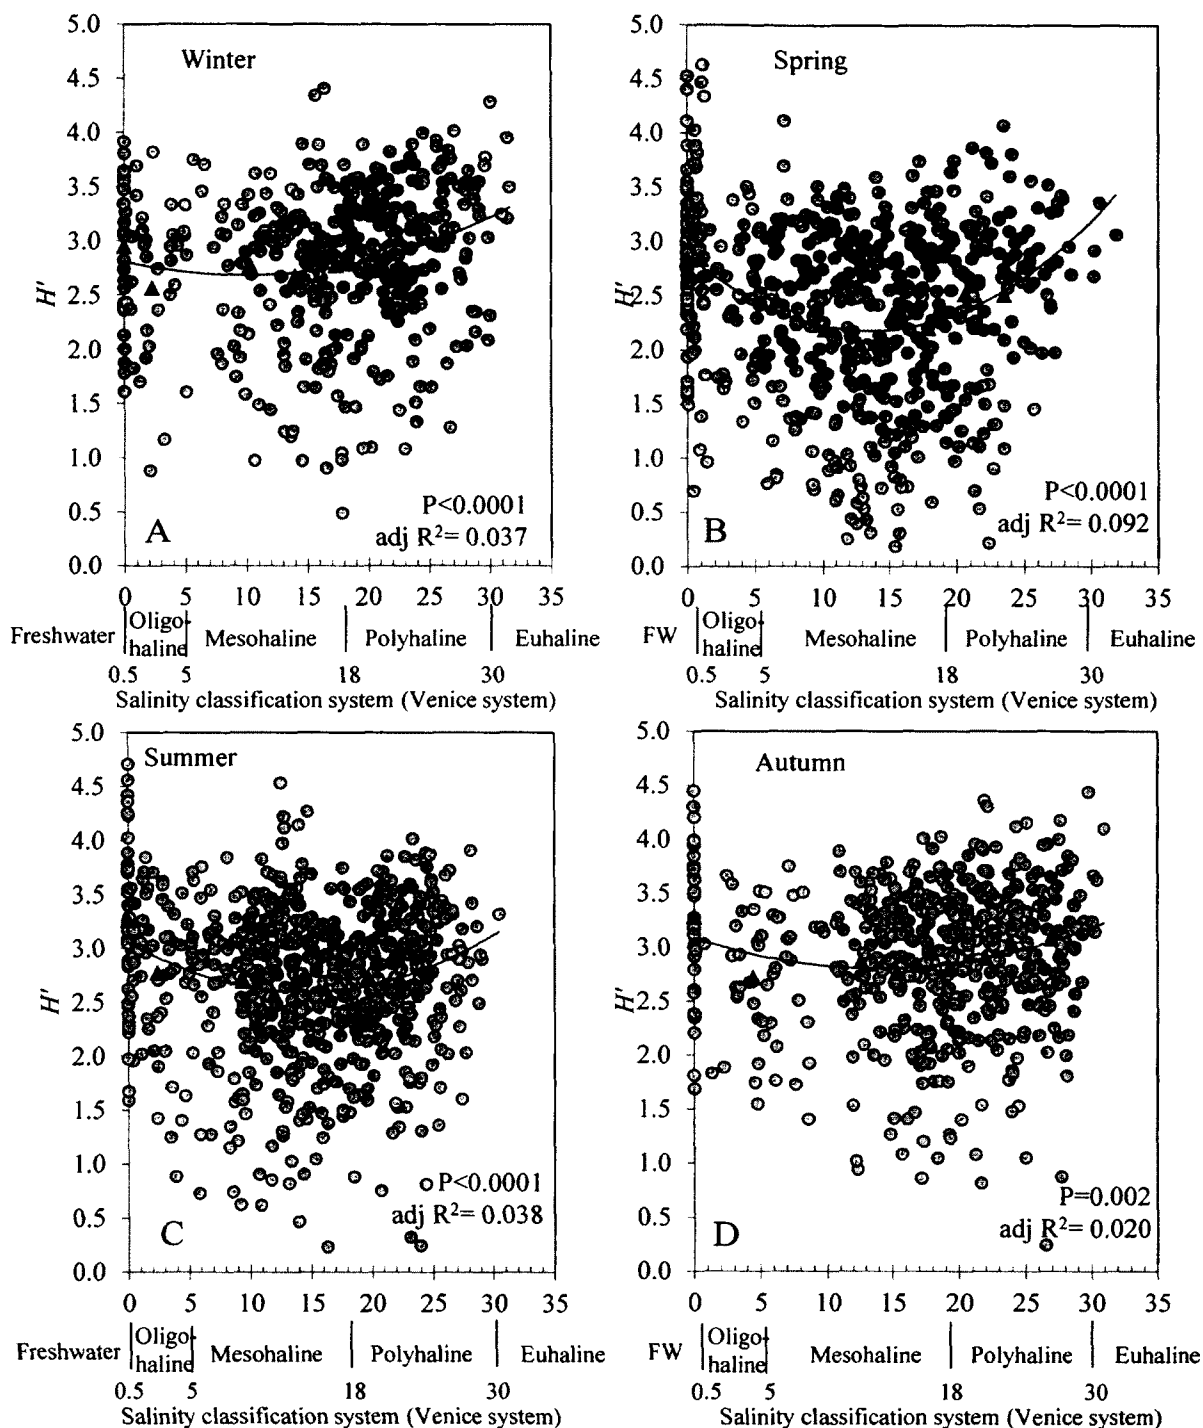 5.0
4.5
4.0
3.5
3.0
2.5
2.0
1.5
1.0
0.5
0.0
H'
Winter
P<0.0001
adj R²= 0.037
A
0 5 10 15 20 25 30 35
Freshwater Oligo-haline Mesohaline Polyhaline Euhaline
0.5 5 18 30
Salinity classification system (Venice system)
5.0
4.5
4.0
3.5
3.0
2.5
2.0
1.5
1.0
0.5
0.0
H'
Spring
P<0.0001
adj R²= 0.092
B
0 5 10 15 20 25 30 35
FW Oligo-haline Mesohaline Polyhaline Euhaline
0.5 5 18 30
Salinity classification system (Venice system)
5.0
4.5
4.0
3.5
3.0
2.5
2.0
1.5
1.0
0.5
0.0
H'
Summer
P<0.0001
adj R²= 0.038
C
0 5 10 15 20 25 30 35
Freshwater Oligo-haline Mesohaline Polyhaline Euhaline
0.5 5 18 30
Salinity classification system (Venice system)
5.0
4.5
4.0
3.5
3.0
2.5
2.0
1.5
1.0
0.5
0.0
H'
Autumn
P=0.002
adj R²= 0.020
D
0 5 10 15 20 25 30 35
FW Oligo-haline Mesohaline Polyhaline Euhaline
0.5 5 18 30
Salinity classification system (Venice system)